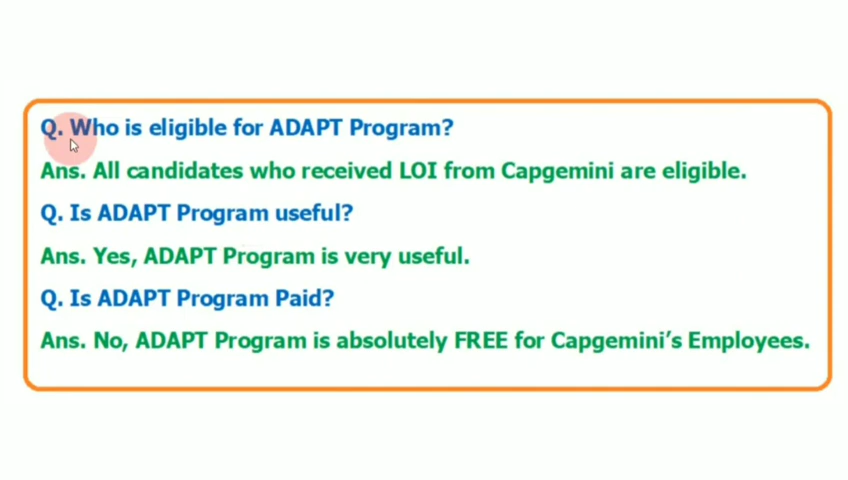 Q. Who is eligible for ADAPT Program?
Ans. All candidates who received LOI from Capgemini are eligible.
Q. Is ADAPT Program useful?
Ans. Yes, ADAPT Program is very useful.
Q. Is ADAPT Program Paid?
Ans. No, ADAPT Program is absolutely FREE for Capgemini’s Employees.